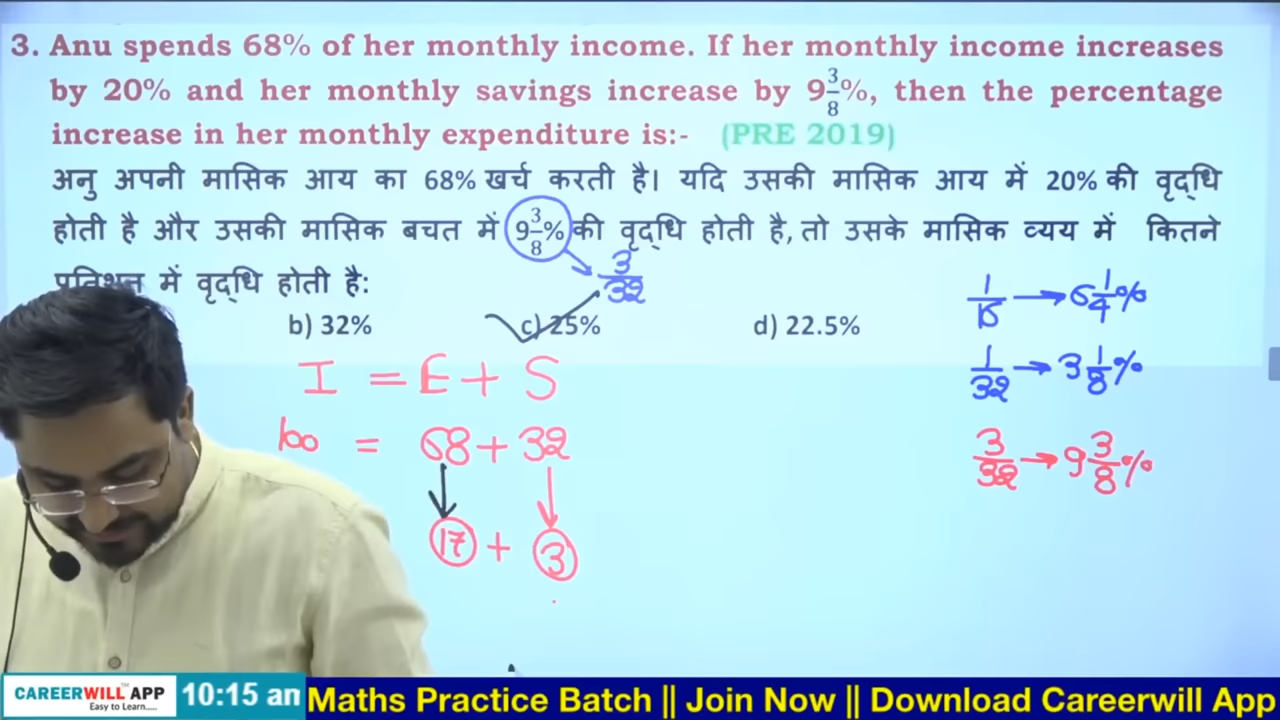 3. Anu spends 68% of her monthly income. If her monthly income increases
by 20% and her monthly savings increase by 9 3/8 %, then the percentage
increase in her monthly expenditure is:- (PRE 2019)
अनु अपनी मासिक आय का 68% खर्च करती है। यदि उसकी मासिक आय में 20% की वृद्धि
होती है और उसकी मासिक बचत में 9 3/8 % की वृद्धि होती है, तो उसके मासिक व्यय में कितने
प्रतिशत में वृद्धि होती है:
3/32
b) 32% c) 25% d) 22.5%
I = E + S
100 = 68 + 32
17 + 3
→ 6 1/4 %
1/32 → 3 1/8 %
3/32 → 9 3/8 %
CAREERWILL APP
Easy to Learn.....
10:15 am
Maths Practice Batch || Join Now || Download Careerwill App